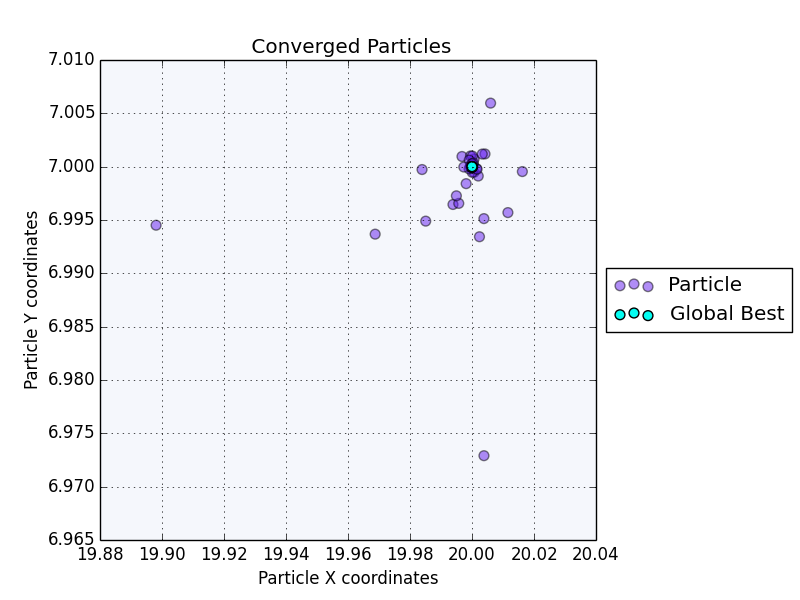 Converged Particles
7.010
7.005
7.000
6.995
6.990
6.985
6.980
6.975
6.970
6.965
Particle Y coordinates
19.88 19.90 19.92 19.94 19.96 19.98 20.00 20.02 20.04
Particle X coordinates
Particle
Global Best